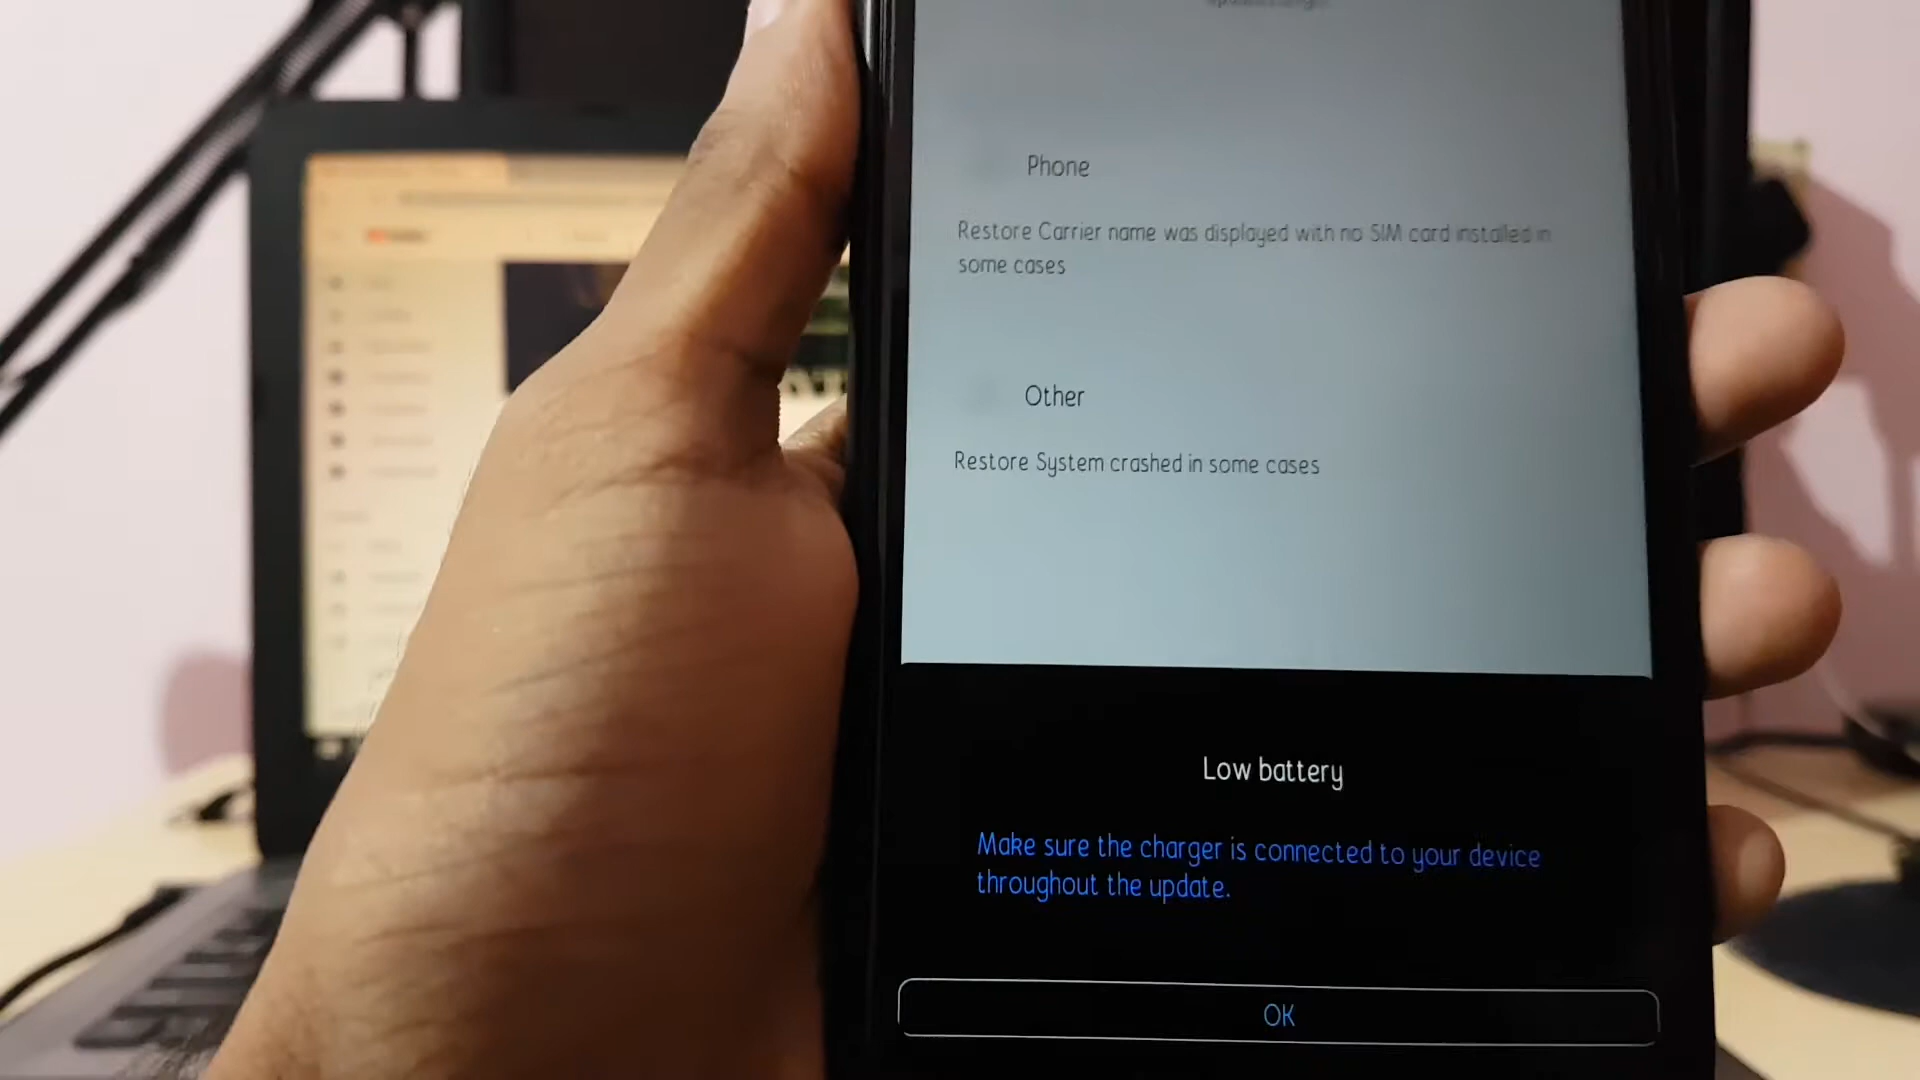 Phone
Restore Carrier name was displayed with no SIM card installed in
some cases
Other
Restore System crashed in some cases
Low battery
Make sure the charger is connected to your device
throughout the update.
OK